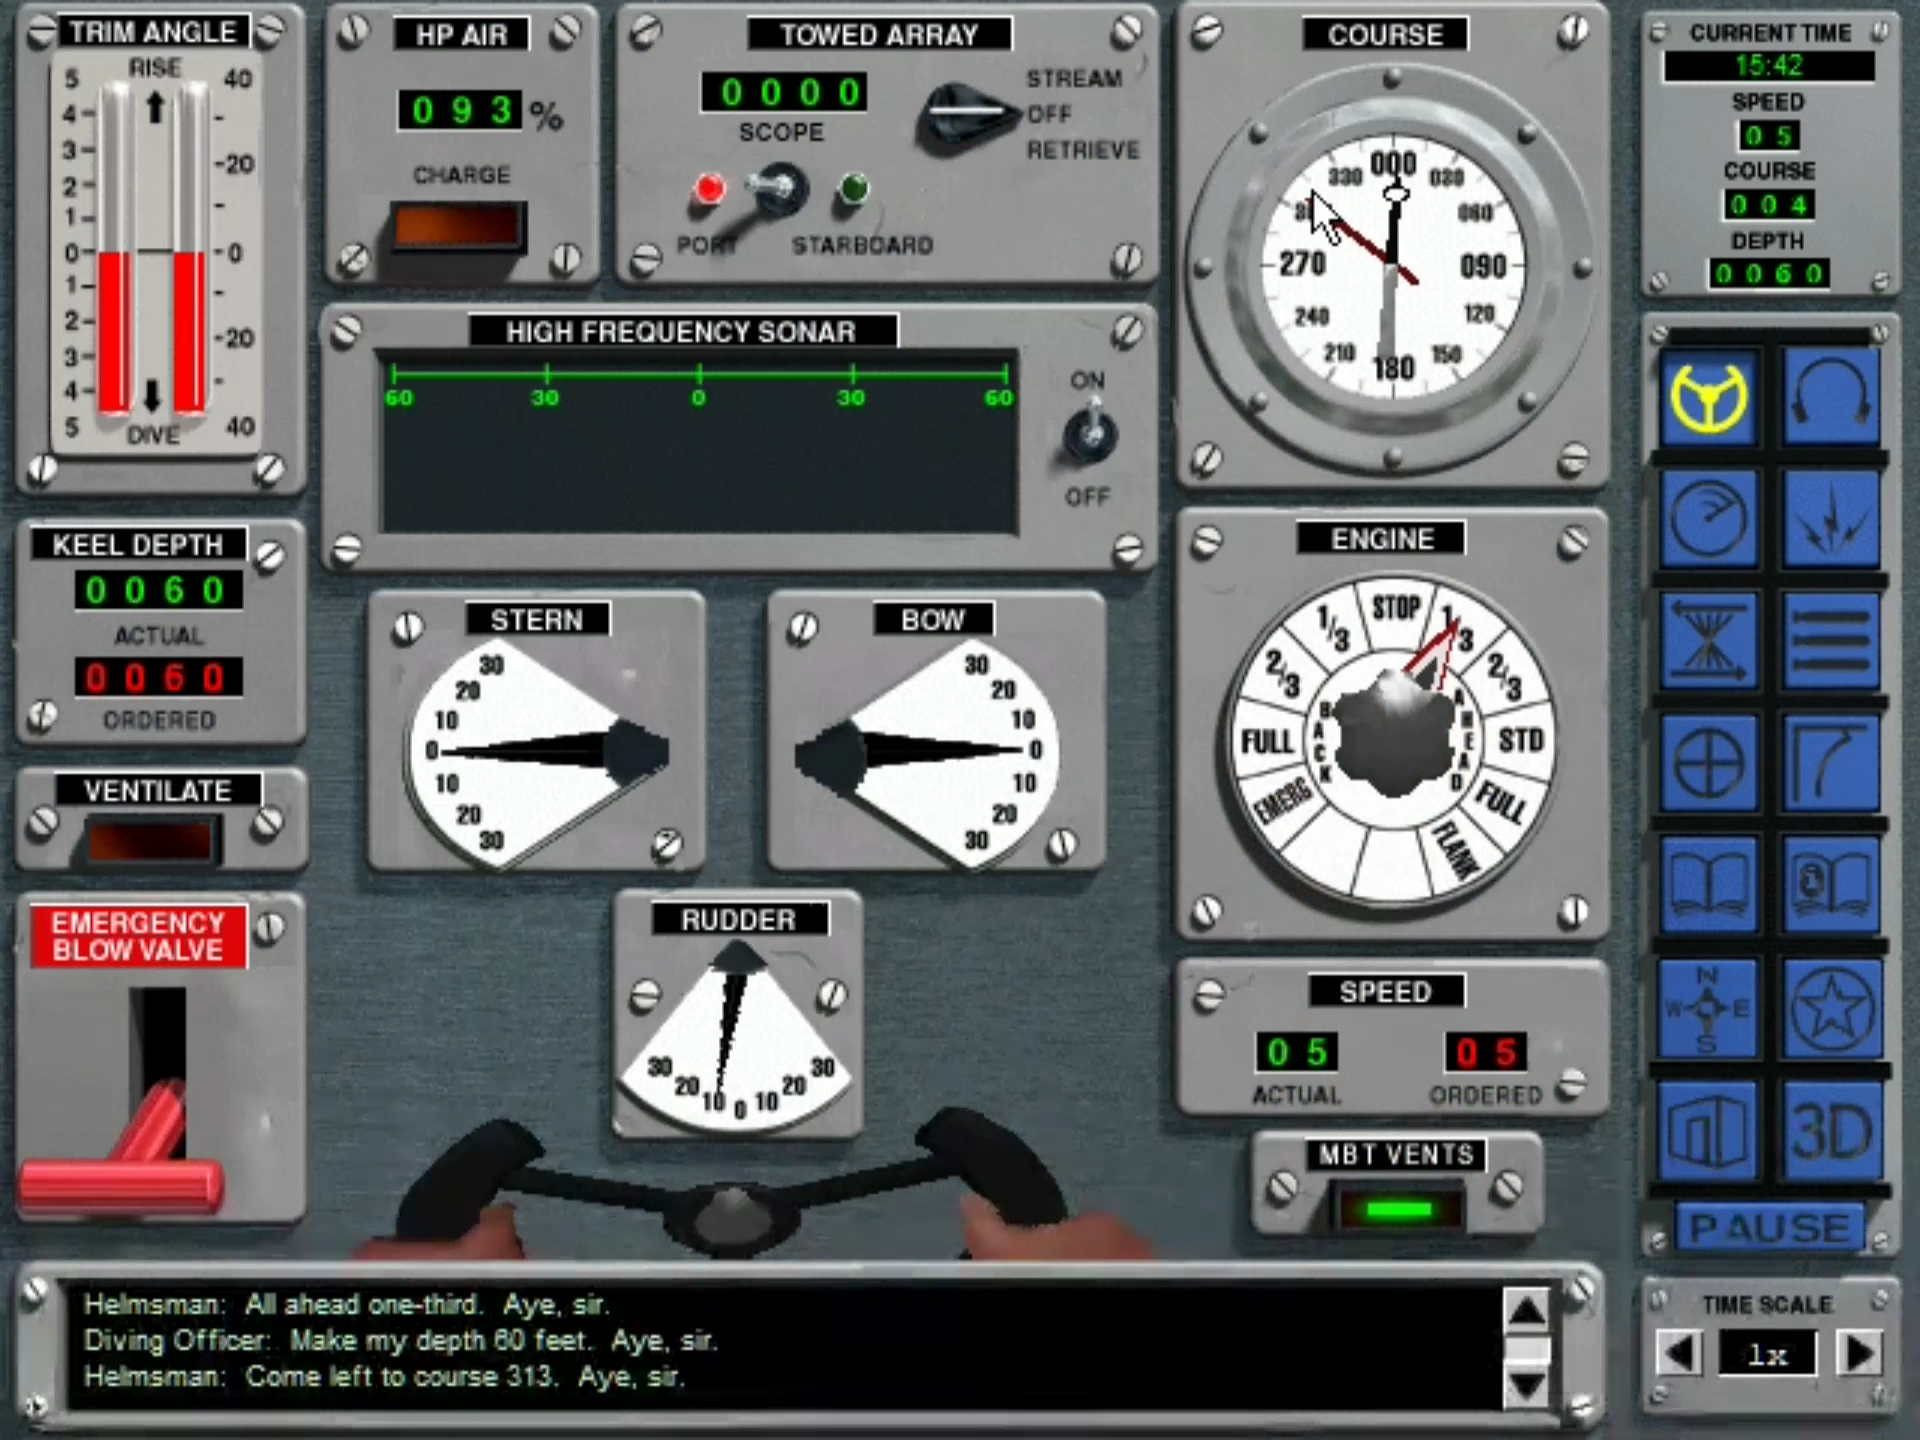 TRIM ANGLE
RISE
5 40
4
3 20
2
1
0 0
1
2 20
3
4
5 40
DIVE
HP AIR
093%
CHARGE
TOWED ARRAY
0000
SCOPE
STREAM
OFF
RETRIEVE
PORT STARBOARD
COURSE
000
030
060
090
120
150
180
210
240
270
330
CURRENT TIME
15:42
SPEED
05
COURSE
004
DEPTH
0060
HIGH FREQUENCY SONAR
60 30 0 30 60
ON
OFF
KEEL DEPTH
0060
ACTUAL
0060
ORDERED
VENTILATE
EMERGENCY
BLOW VALVE
STERN
30
20
10
0
10
20
30
BOW
30
20
10
0
10
20
30
RUDDER
30 20 10 0 10 20 30
ENGINE
STOP
1/3
2/3
STD
FULL
FLANK
AHEAD
1/3
2/3
FULL
EMERG
BACK
SPEED
05 05
ACTUAL ORDERED
MBT VENTS
N
W E
S
3D
PAUSE
TIME SCALE
1x
Helmsman: All ahead one-third. Aye, sir.
Diving Officer: Make my depth 60 feet. Aye, sir.
Helmsman: Come left to course 313. Aye, sir.